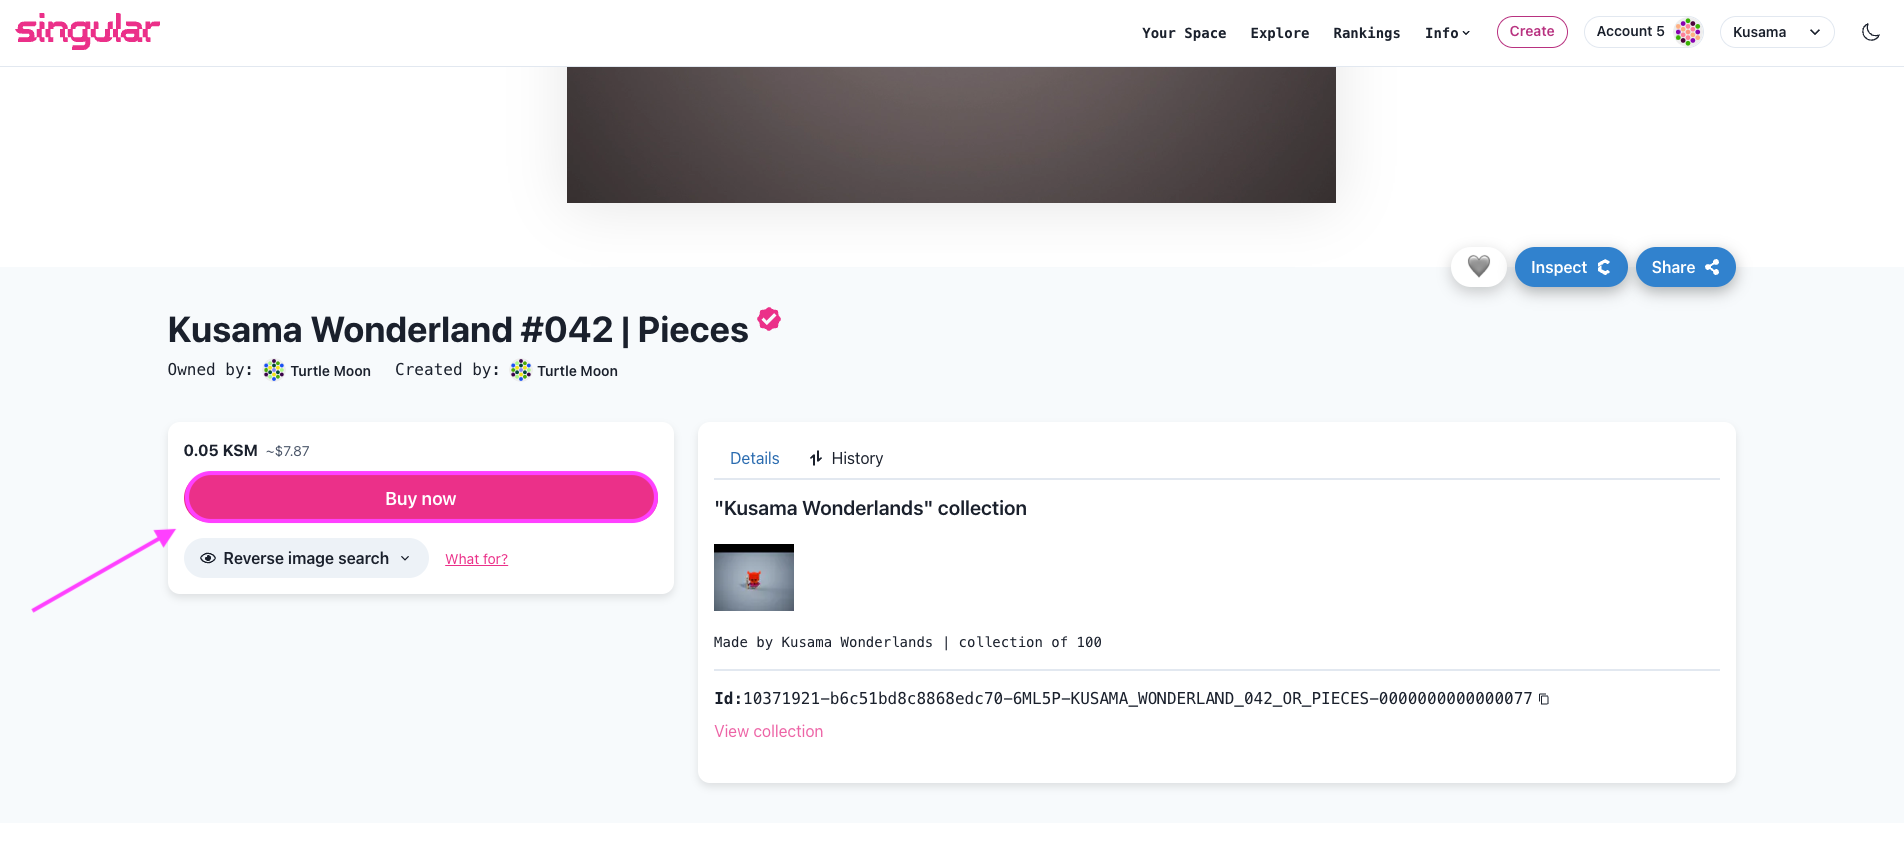 singular
Your Space
Explore
Rankings
Info
Create
Account 5
Kusama
Inspect
Share
Kusama Wonderland #042 | Pieces
Owned by: Turtle Moon Created by: Turtle Moon
0.05 KSM ~$7.87
Buy now
Reverse image search
What for?
Details
History
"Kusama Wonderlands" collection
Made by Kusama Wonderlands | collection of 100
Id:10371921-b6c51bd8c8868edc70-6ML5P-KUSAMA_WONDERLAND_042_OR_PIECES-0000000000000077
View collection